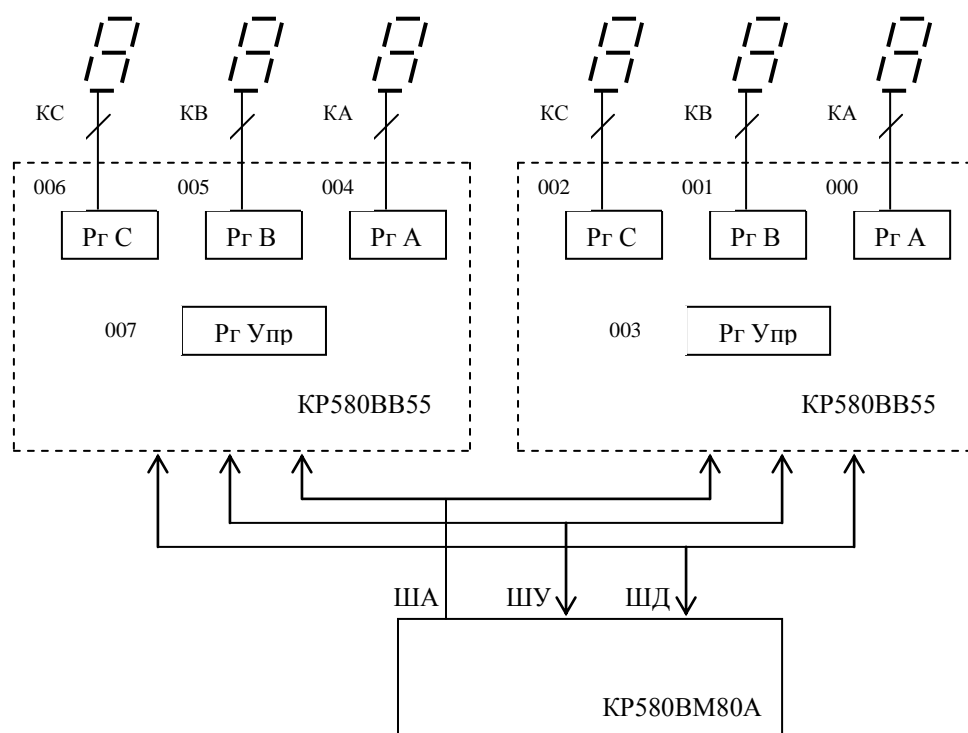 КС КВ КА КС КВ КА
006 005 004 002 001 000
Рг С Рг В Рг А Рг С Рг В Рг А
007 Рг Упр 003 Рг Упр
КР580ВВ55 КР580ВВ55
ША ШУ ШД
КР580ВМ80А